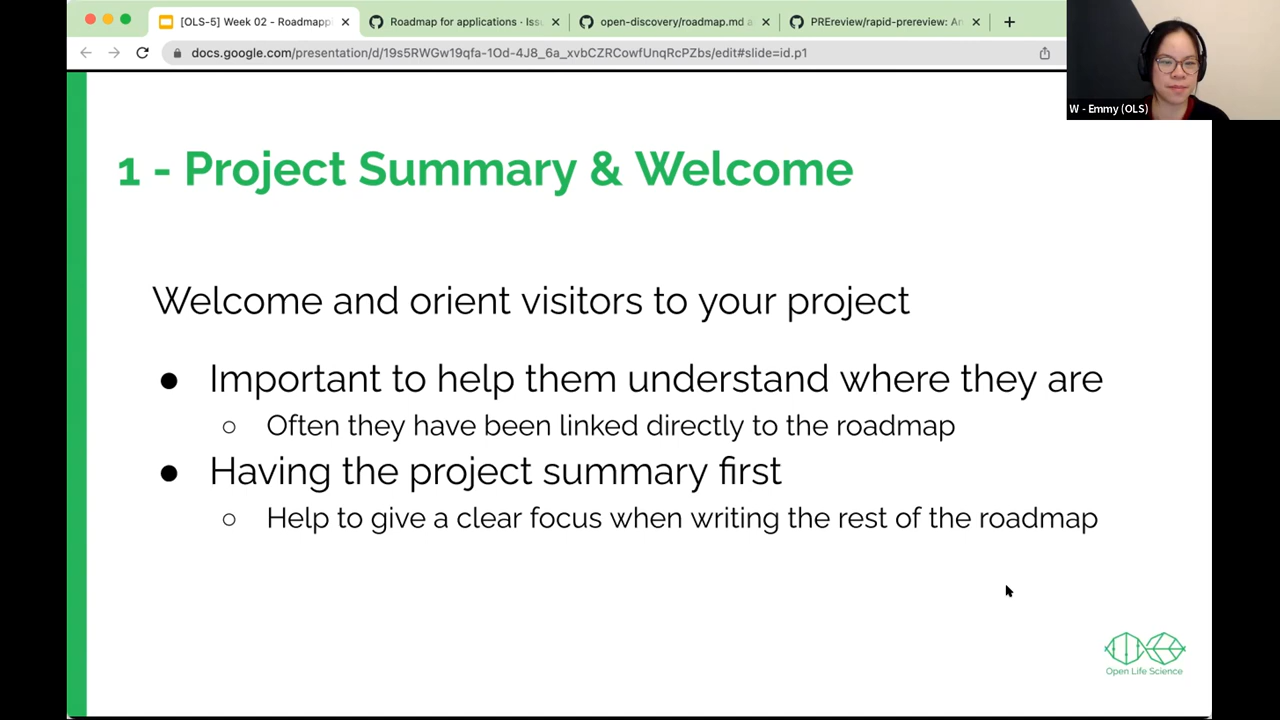 [OLS-5] Week 02 - Roadmapp
Roadmap for applications · Issu
open-discovery/roadmap.md a
PREreview/rapid-prereview: An
docs.google.com/presentation/d/19s5RWGw19qfa-1Od-4J8_6a_xvbCZRCowfUnqRcPZbs/edit#slide=id.p1
W - Emmy (OLS)
1 - Project Summary & Welcome
Welcome and orient visitors to your project
● Important to help them understand where they are
○ Often they have been linked directly to the roadmap
● Having the project summary first
○ Help to give a clear focus when writing the rest of the roadmap
Open Life Science